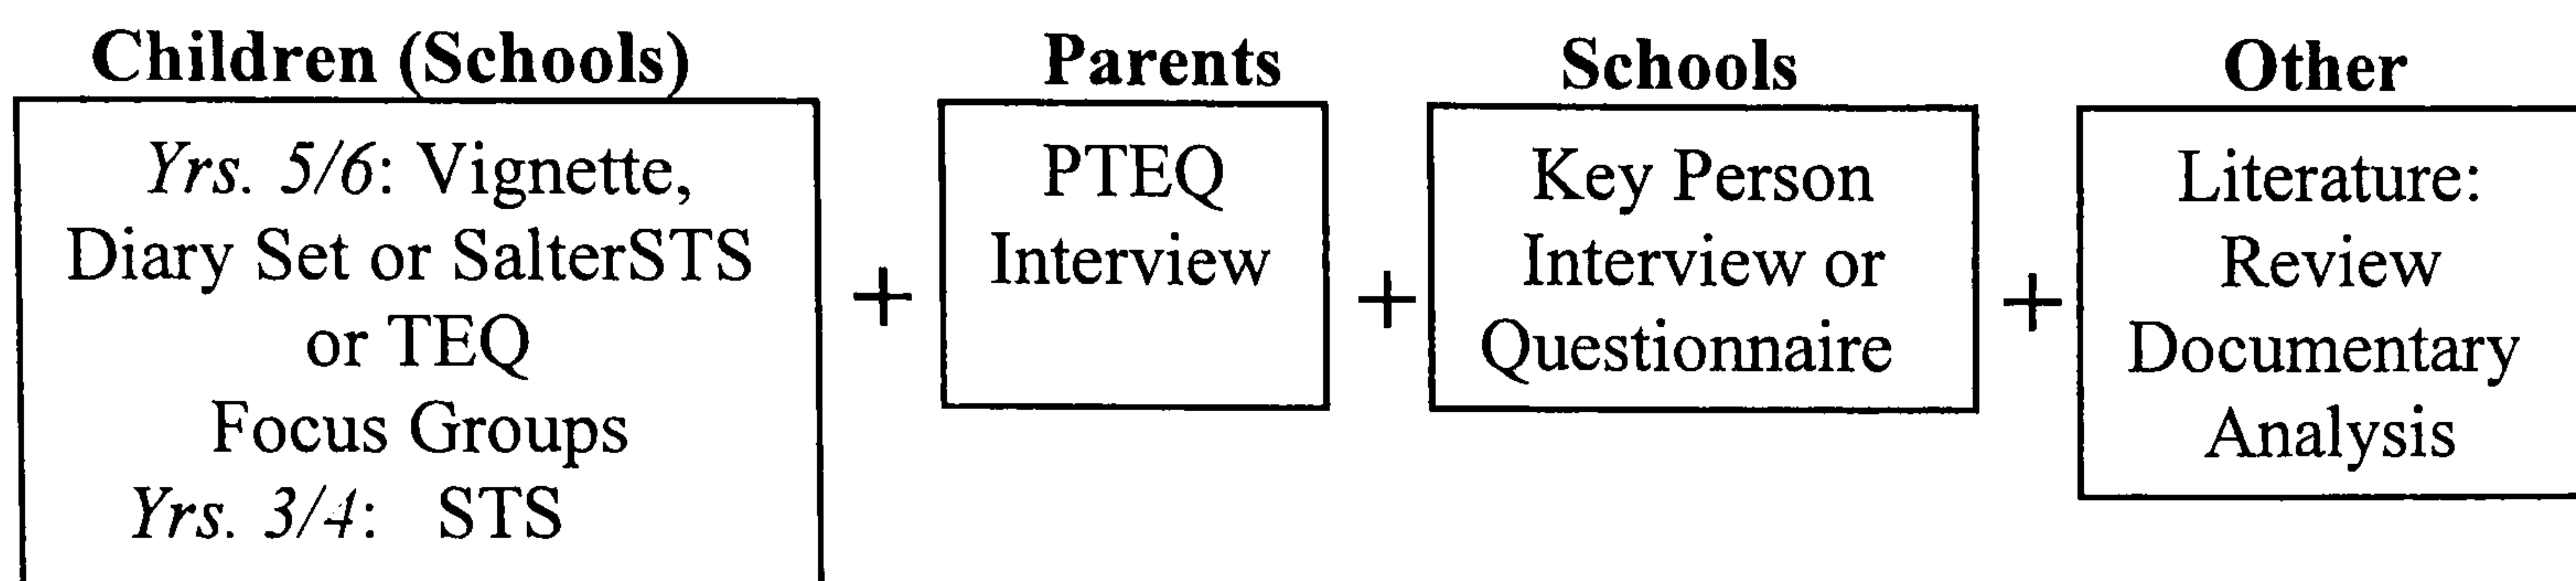 Children (Schools)
Yrs. 5/6: Vignette,
Diary Set or SalterSTS
or TEQ
Focus Groups
Yrs. 3/4: STS
+
Parents
PTEQ
Interview
+
Schools
Key Person
Interview or
Questionnaire
+
Other
Literature:
Review
Documentary
Analysis